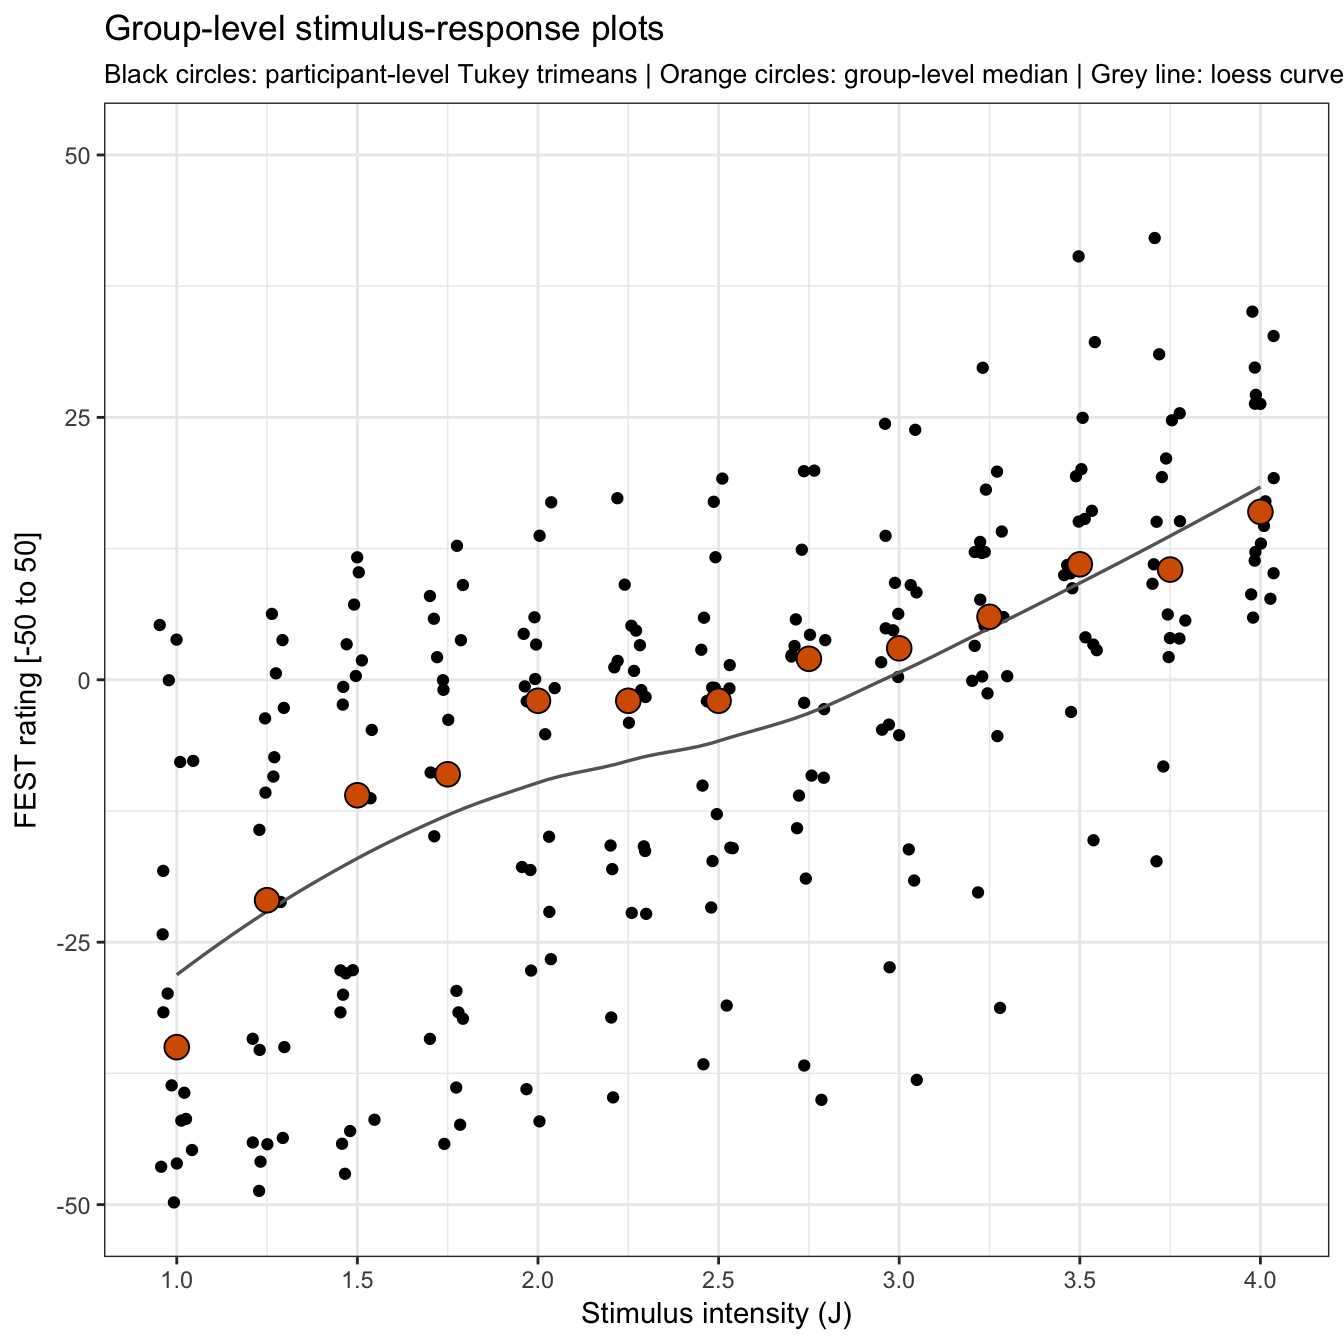 Group-level stimulus-response plots
Black circles: participant-level Tukey trimeans | Orange circles: group-level median | Grey line: loess curve
50
25
0
-25
-50
FEST rating [-50 to 50]
1.0 1.5 2.0 2.5 3.0 3.5 4.0
Stimulus intensity (J)